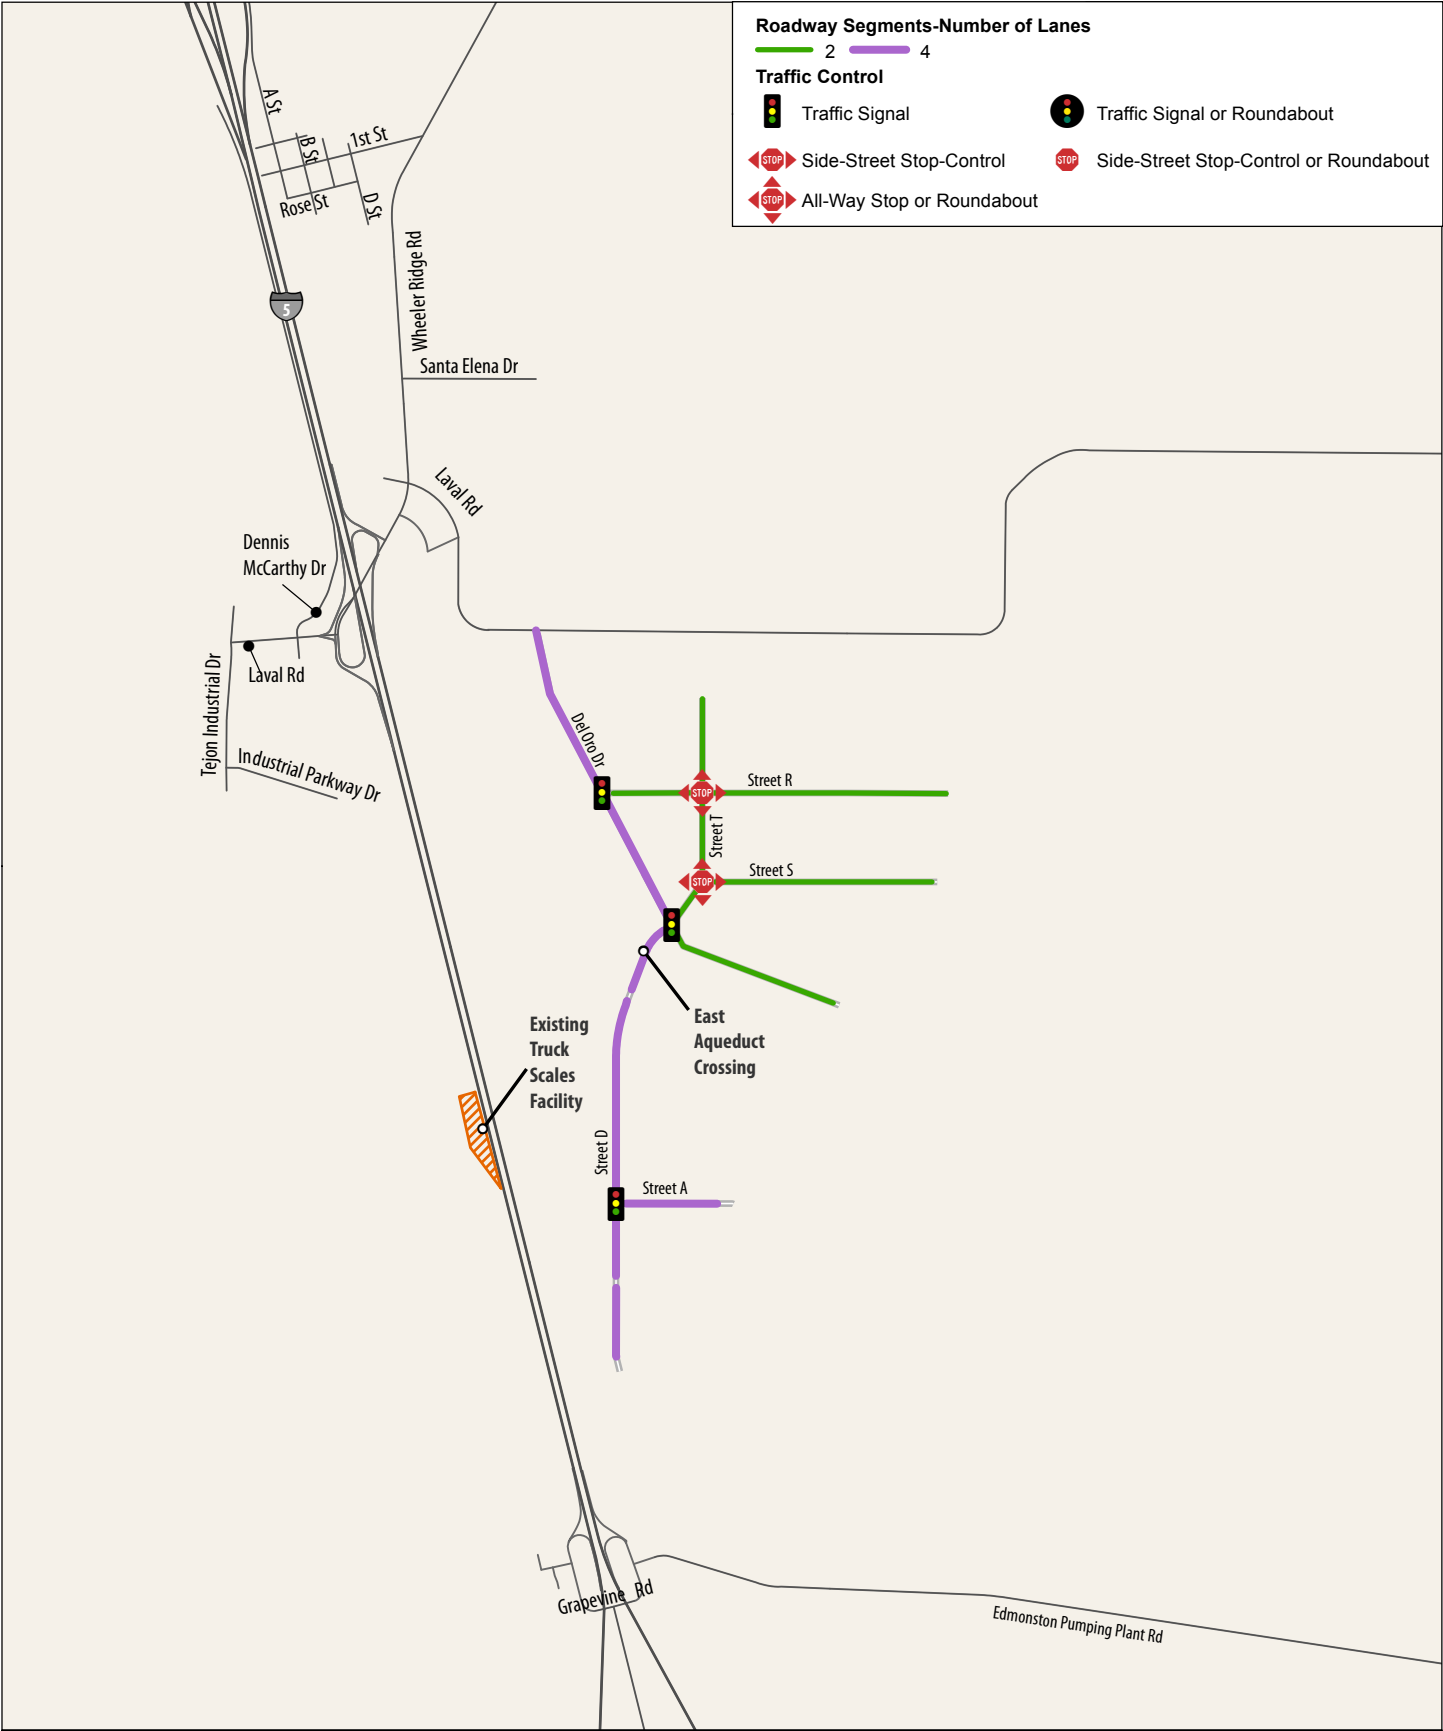 Roadway Segments-Number of Lanes
2 4
Traffic Control
Traffic Signal
Traffic Signal or Roundabout
STOP Side-Street Stop-Control
STOP Side-Street Stop-Control or Roundabout
STOP All-Way Stop or Roundabout
A St
B St
1st St
Rose St
D St
Wheeler Ridge Rd
5
Santa Elena Dr
Laval Rd
Dennis
McCarthy Dr
Laval Rd
Tejon Industrial Dr
Industrial Parkway Dr
Del Oro Dr
STOP
Street R
Street T
STOP
Street S
East
Aqueduct
Crossing
Existing
Truck
Scales
Facility
Street D
Street A
Grapevine Rd
Edmonston Pumping Plant Rd